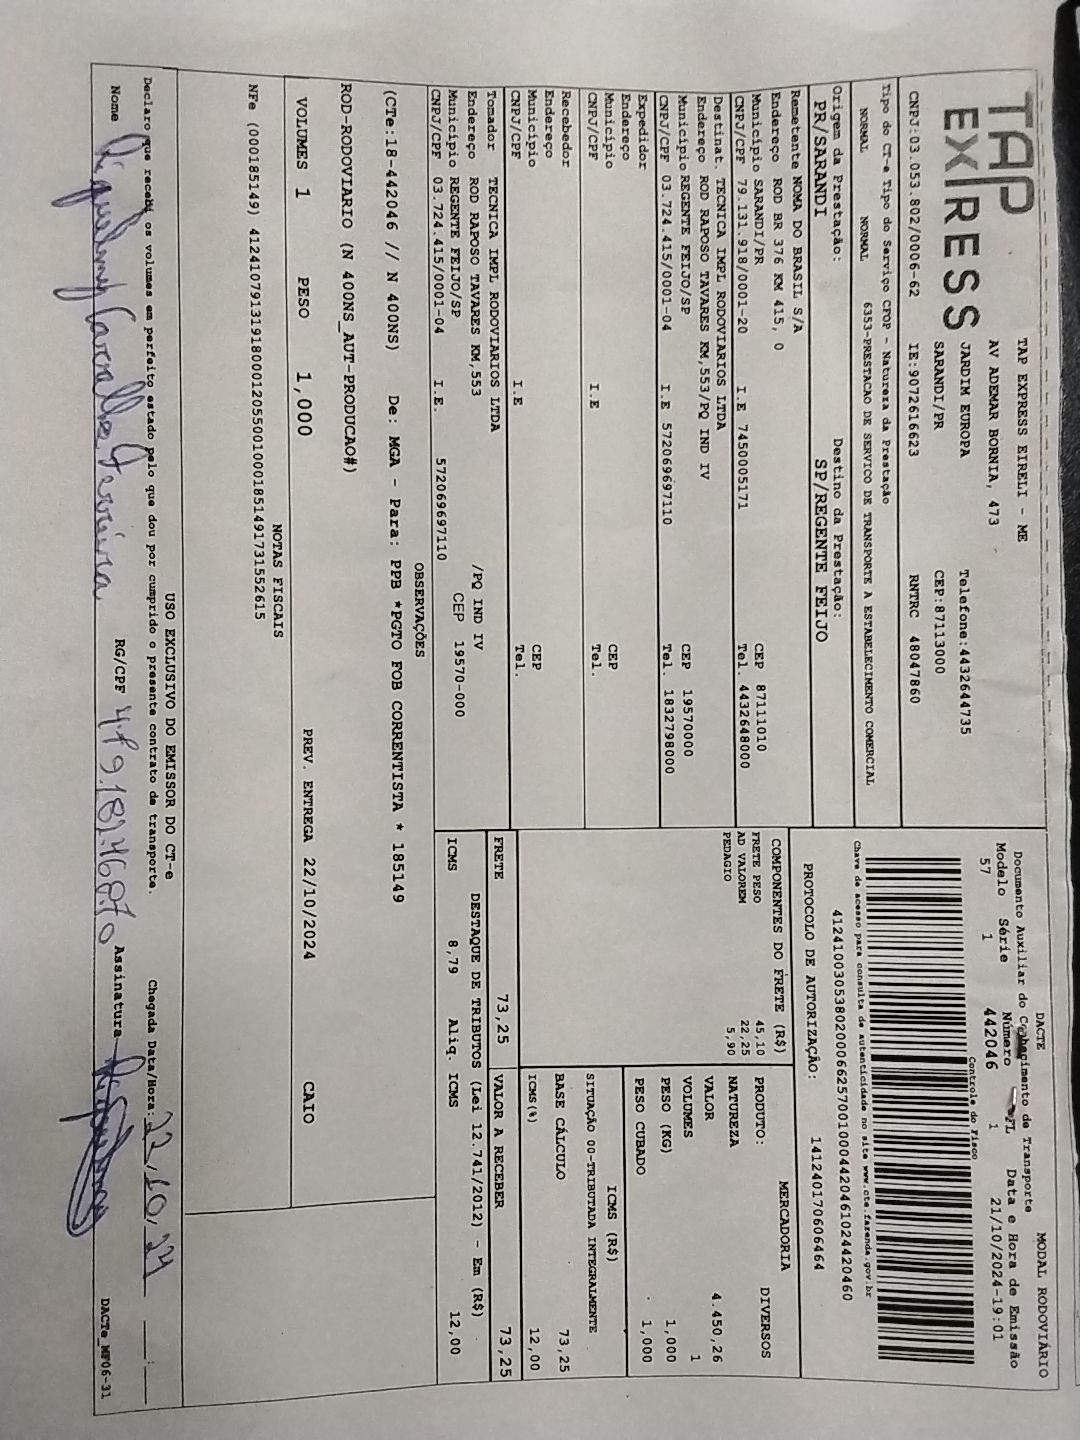 TAP
EXPRESS
TAP EXPRESS EIRELI - ME
AV ADEMAR BORNIA, 473
JARDIM EUROPA
SARANDI/PR
Telefone:4432644735
CEP:87113000
CNPJ:03.053.802/0006-62 IE:9072616623 RNTRC 48047860
Tipo do CT-e Tipo do Serviço CFOP - Natureza da Prestação
NORMAL NORMAL 6353-PRESTACAO DE SERVICO DE TRANSPORTE A ESTABELECIMENTO COMERCIAL
Origem da Prestação: Destino da Prestação:
PR/SARANDI SP/REGENTE FEIJO
Remetente NOMA DO BRASIL S/A
Endereço ROD BR 376 KM 415, 0
Município SARANDI/PR CEP 87111010
CNPJ/CPF 79.131.918/0001-20 I.E 7450005171 Tel. 4432648000
Destinat. TECNICA IMPL RODOVIARIOS LTDA
Endereço ROD RAPOSO TAVARES KM,553/PQ IND IV
Município REGENTE FEIJO/SP CEP 19570000
CNPJ/CPF 03.724.415/0001-04 I.E 572069697110 Tel. 1832798000
Expedidor
Endereço
Município CEP
CNPJ/CPF I.E Tel.
Recebedor
Endereço
Município CEP
CNPJ/CPF I.E Tel.
Tomador TECNICA IMPL RODOVIARIOS LTDA
Endereço ROD RAPOSO TAVARES KM,553 /PQ IND IV
Município REGENTE FEIJO/SP CEP 19570-000
CNPJ/CPF 03.724.415/0001-04 I.E. 572069697110
DACTE MODAL RODOVIÁRIO
Documento Auxiliar do Conhecimento de Transporte
Modelo Série Número FL Data e Hora de Emissão
57 1 442046 1 21/10/2024-19:01
Controle do Fisco
Chave de acesso para consulta de autenticidade no site www.cte.fazenda.gov.br
41241003053802000662570010004420461024420460
PROTOCOLO DE AUTORIZAÇÃO: 141240170606464
COMPONENTES DO FRETE (R$)
FRETE PESO 45,10
AD VALOREM 22,25
PEDAGIO 5,90
MERCADORIA
PRODUTO: DIVERSOS
NATUREZA
VALOR 4.450,26
VOLUMES 1
PESO (KG) 1,000
PESO CUBADO 1,000
ICMS (R$)
SITUAÇÃO 00-TRIBUTADA INTEGRALMENTE
BASE CÁLCULO 73,25
ICMS(%) 12,00
FRETE 73,25 VALOR A RECEBER 73,25
DESTAQUE DE TRIBUTOS (Lei 12.741/2012) - Em (R$)
ICMS 8,79 Aliq. ICMS 12,00
OBSERVAÇÕES
(CTe:18-442046 // N 400NS) De: MGA - Para: PPB *PGTO FOB CORRENTISTA * 185149
ROD-RODOVIARIO (N 400NS_AUT-PRODUCAO#)
VOLUMES 1 PESO 1,000 PREV. ENTREGA 22/10/2024 CAIO
NOTAS FISCAIS
NFe (000185149) 41241079131918000120550010001851491731552615
USO EXCLUSIVO DO EMISSOR DO CT-e
Declaro que recebi os volumes em perfeito estado pelo que dou por cumprido o presente contrato de transporte. Chegada Data/Hora: 22/10/24 :
Nome Carvalho Ferreira RG/CPF Assinatura DACTe_MF06-31